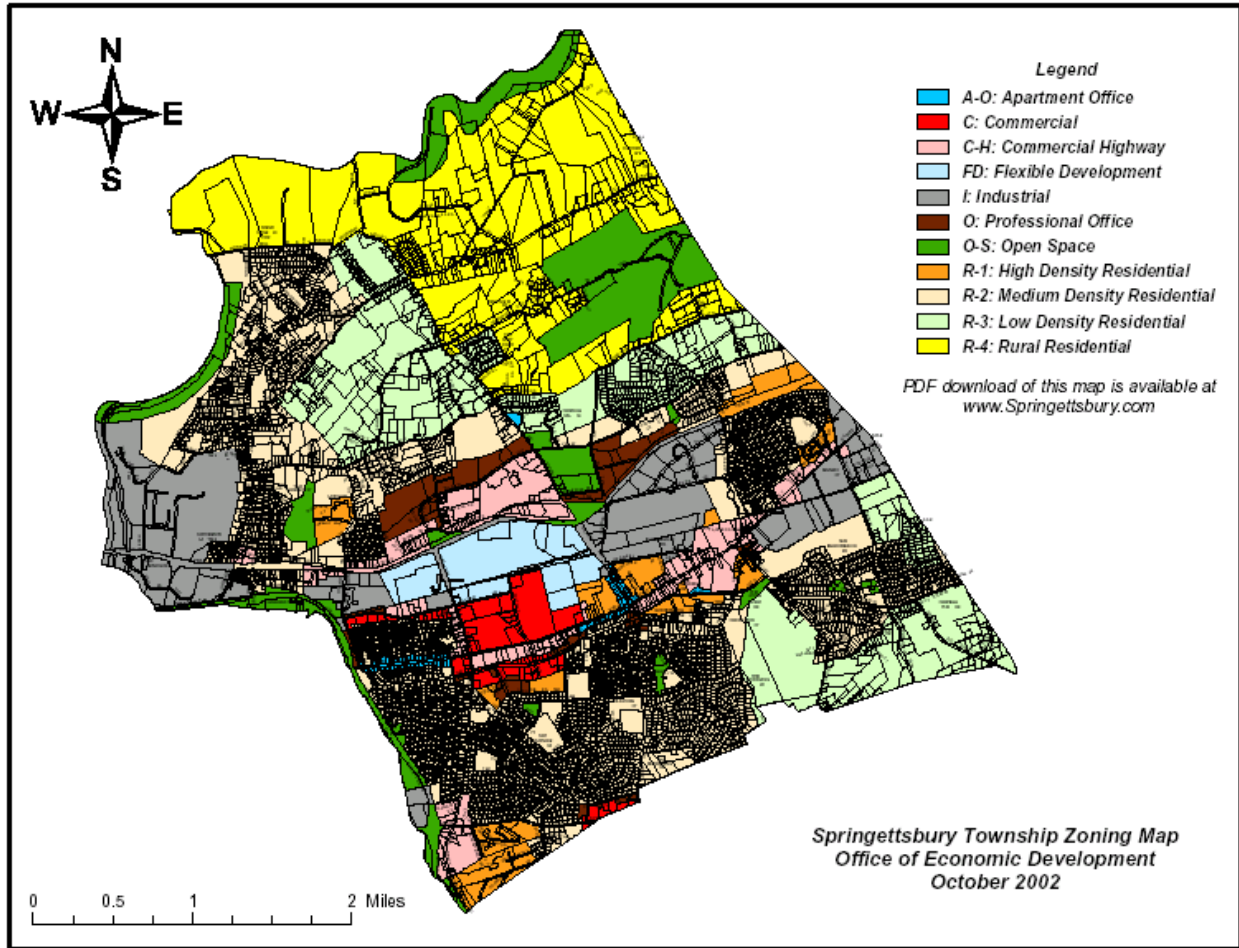 N
W E
S
Legend
A-O: Apartment Office
C: Commercial
C-H: Commercial Highway
FD: Flexible Development
I: Industrial
O: Professional Office
O-S: Open Space
R-1: High Density Residential
R-2: Medium Density Residential
R-3: Low Density Residential
R-4: Rural Residential
PDF download of this map is available at
www.Springettsbury.com
Springettsbury Township Zoning Map
Office of Economic Development
October 2002
0 0.5 1 2 Miles